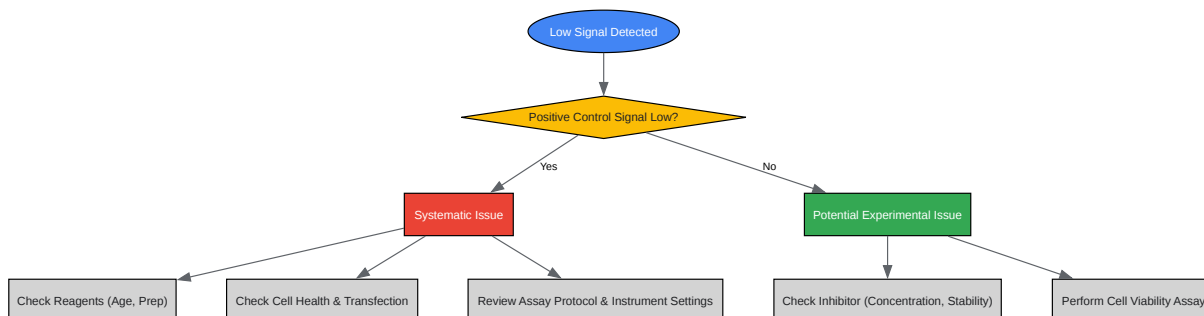 Low Signal Detected
Positive Control Signal Low?
Yes
No
Systematic Issue
Potential Experimental Issue
Check Reagents (Age, Prep)
Check Cell Health & Transfection
Review Assay Protocol & Instrument Settings
Check Inhibitor (Concentration, Stability)
Perform Cell Viability Assay